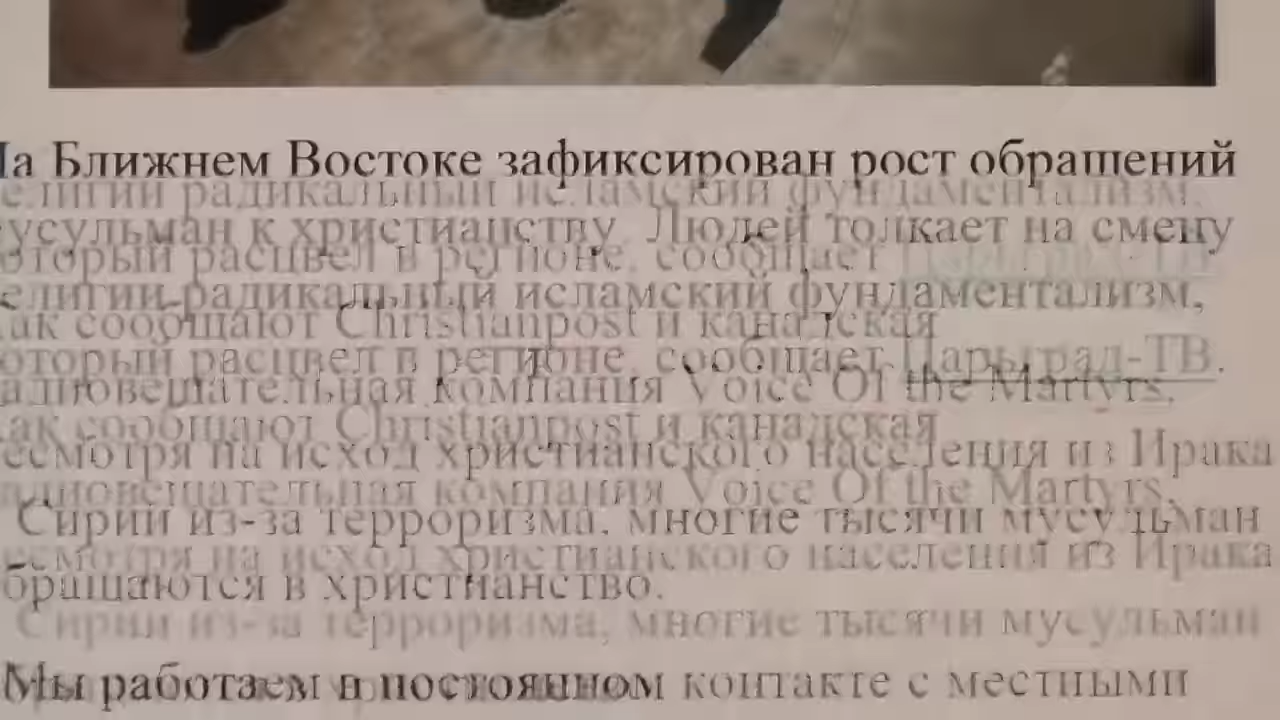 На Ближнем Востоке зафиксирован рост обращений
мусульман к христианству. Людей толкает на смену
религии радикальный исламский фундаментализм,
который расцвел в регионе, сообщает Царьград-ТВ.
как сообщают Christianpost и канадская
радиовещательная компания Voice Of the Martyrs,
несмотря на исход христианского населения из Ирака
Сирии из-за терроризма, многие тысячи мусульман
обращаются в христианство.
Мы работаем в постоянном контакте с местными